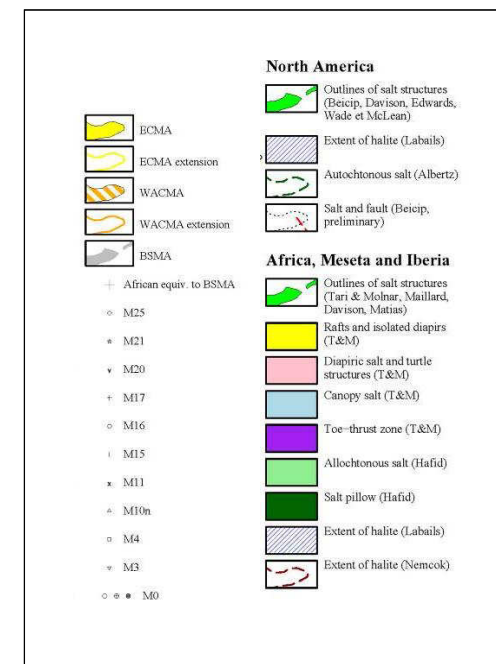 ECMA
ECMA extension
WACMA
WACMA extension
BSMA
African equiv. to BSMA
M25
M21
M20
M17
M16
M15
M11
M10n
M4
M3
M0
North America
Outlines of salt structures
(Beicip, Davison, Edwards,
Wade et McLean)
Extent of halite (Labails)
Autochtonous salt (Albertz)
Salt and fault (Beicip,
preliminary)
Africa, Meseta and Iberia
Outlines of salt structures
(Tari & Molnar, Maillard,
Davison, Matias)
Rafts and isolated diapirs
(T&M)
Diapiric salt and turtle
structures (T&M)
Canopy salt (T&M)
Toe-thrust zone (T&M)
Allochtonous salt (Hafid)
Salt pillow (Hafid)
Extent of halite (Labails)
Extent of halite (Nemcok)